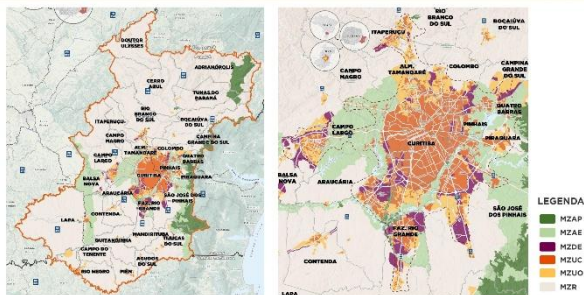 DOUTOR
ULYSSES
ADRIANÓPOLIS
CERRO
AZUL
TUNAS DO
PARANÁ
RIO
BRANCO
DO SUL
ITAPERUÇU
BOCAIÚVA
DO SUL
CAMPO
MAGRO
CAMPINA
GRANDE DO SUL
ALM.
TAMANDARÉ
COLOMBO
CAMPO
LARGO
QUATRO
BARRAS
PINHAIS
CURITIBA
PIRAQUARA
BALSA
NOVA
ARAUCÁRIA
SÃO JOSÉ DOS
PINHAIS
FAZ. RIO
GRANDE
LAPA
CONTENDA
MANDIRITUBA
TIJUCAS
DO SUL
QUITANDINHA
CAMPO DO
TENENTE
AGUDOS
DO SUL
RIO NEGRO
PIÊN
RIO
BRANCO
DO SUL
BOCAIÚVA
DO SUL
ITAPERUÇU
CAMPO
MAGRO
ALM.
TAMANDARÉ
COLOMBO
CAMPINA
GRANDE
DO SUL
QUATRO
BARRAS
CAMPO
LARGO
PINHAIS
PIRAQUARA
CURITIBA
BALSA
NOVA
ARAUCÁRIA
SÃO JOSÉ
DOS PINHAIS
FAZ. RIO
GRANDE
CONTENDA
LAPA
LEGENDA
MZAP
MZAE
MZDE
MZUC
MZUO
MZR